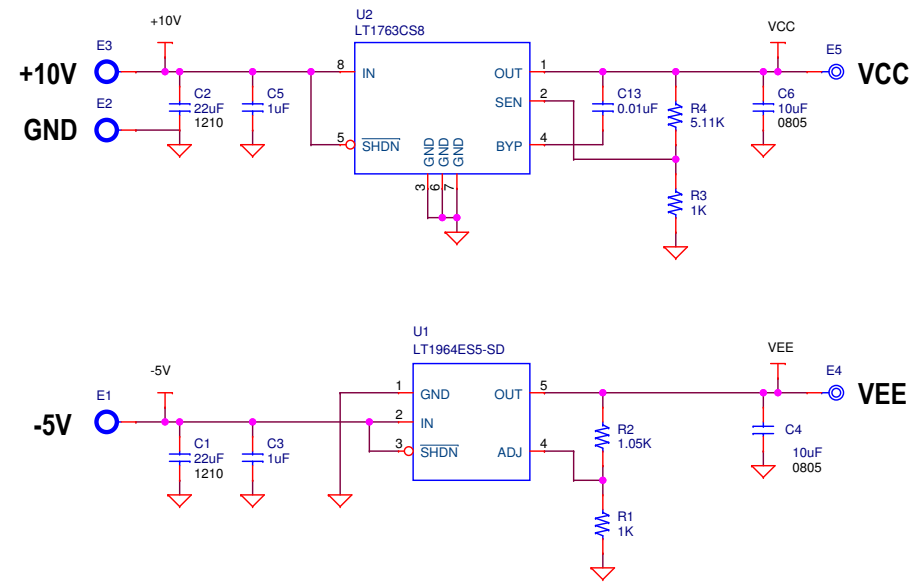 U2
LT1763CS8
+10V
VCC
E3
E5
+10V
8
IN
OUT
1
VCC
C2
22uF
1210
C5
1uF
SEN
2
C13
0.01uF
R4
5.11K
C6
10uF
0805
E2
GND
5
SHDN
GND
GND
GND
BYP
4
3
6
7
R3
1K
U1
LT1964ES5-SD
-5V
VEE
E1
E4
1
GND
OUT
5
VEE
-5V
2
IN
3
SHDN
ADJ
4
C1
22uF
1210
C3
1uF
R2
1.05K
C4
10uF
0805
R1
1K